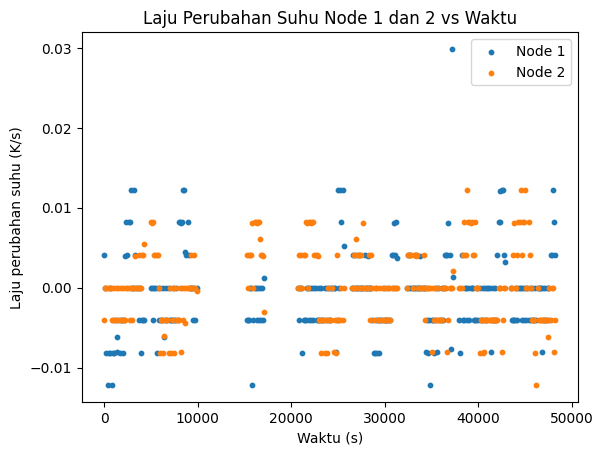 Laju Perubahan Suhu Node 1 dan 2 vs Waktu
Node 1
Node 2
Laju perubahan suhu (K/s)
0.03
0.02
0.01
0.00
−0.01
0 10000 20000 30000 40000 50000
Waktu (s)